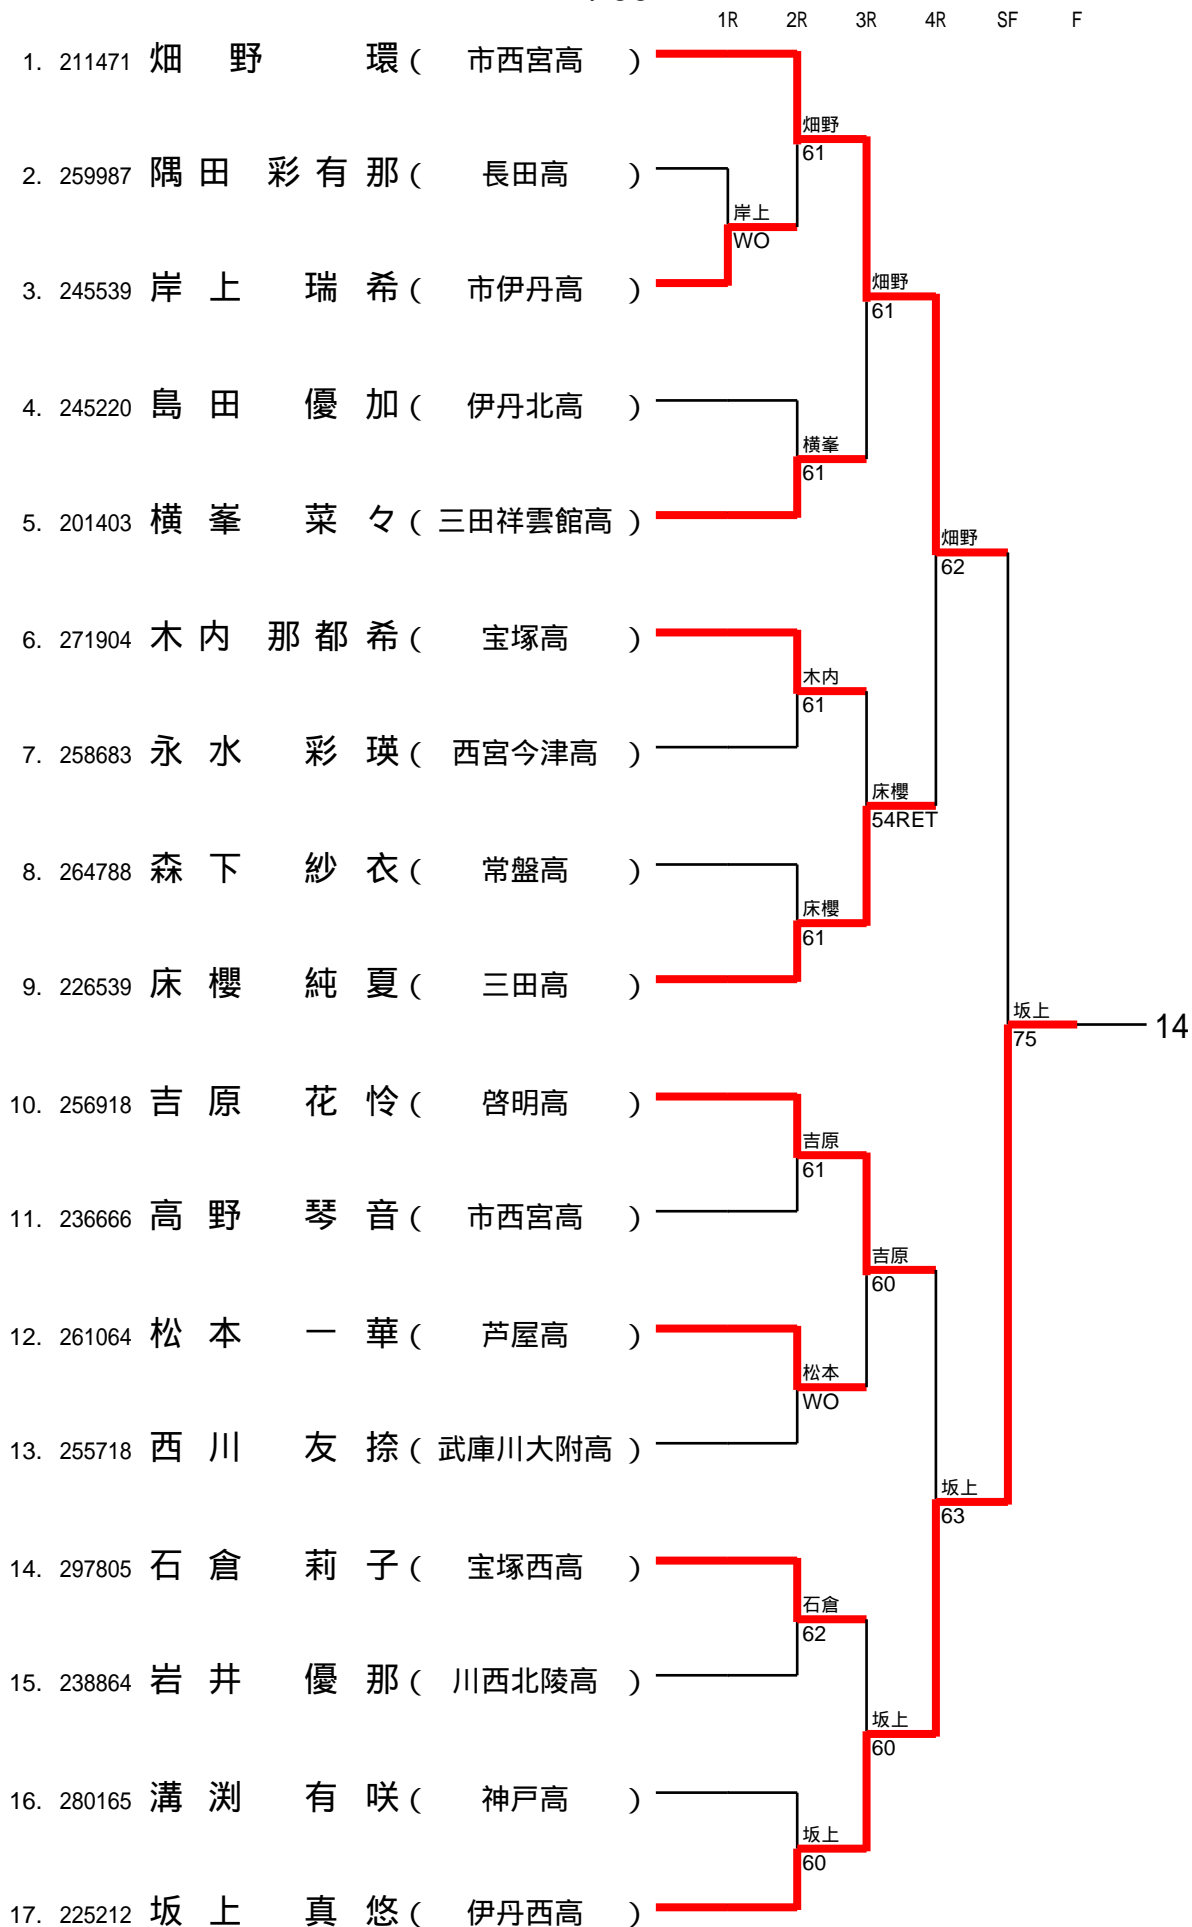 1R 2R 3R 4R SF F
1. 211471 畑野 環 ( 市西宮高 )
畑野
61
2. 259987 隅田 彩有那 ( 長田高 )
岸上
WO
3. 245539 岸上 瑞希 ( 市伊丹高 )
畑野
61
4. 245220 島田 優加 ( 伊丹北高 )
横峯
61
5. 201403 横峯 菜々 ( 三田祥雲館高 )
畑野
62
6. 271904 木内 那都希 ( 宝塚高 )
木内
61
7. 258683 永水 彩瑛 ( 西宮今津高 )
床櫻
54RET
8. 264788 森下 紗衣 ( 常盤高 )
床櫻
61
9. 226539 床櫻 純夏 ( 三田高 )
坂上
75
14
10. 256918 吉原 花怜 ( 啓明高 )
吉原
61
11. 236666 高野 琴音 ( 市西宮高 )
吉原
60
12. 261064 松本 一華 ( 芦屋高 )
松本
WO
13. 255718 西川 友捺 ( 武庫川大附高 )
坂上
63
14. 297805 石倉 莉子 ( 宝塚西高 )
石倉
62
15. 238864 岩井 優那 ( 川西北陵高 )
坂上
60
16. 280165 溝渕 有咲 ( 神戸高 )
坂上
60
17. 225212 坂上 真悠 ( 伊丹西高 )